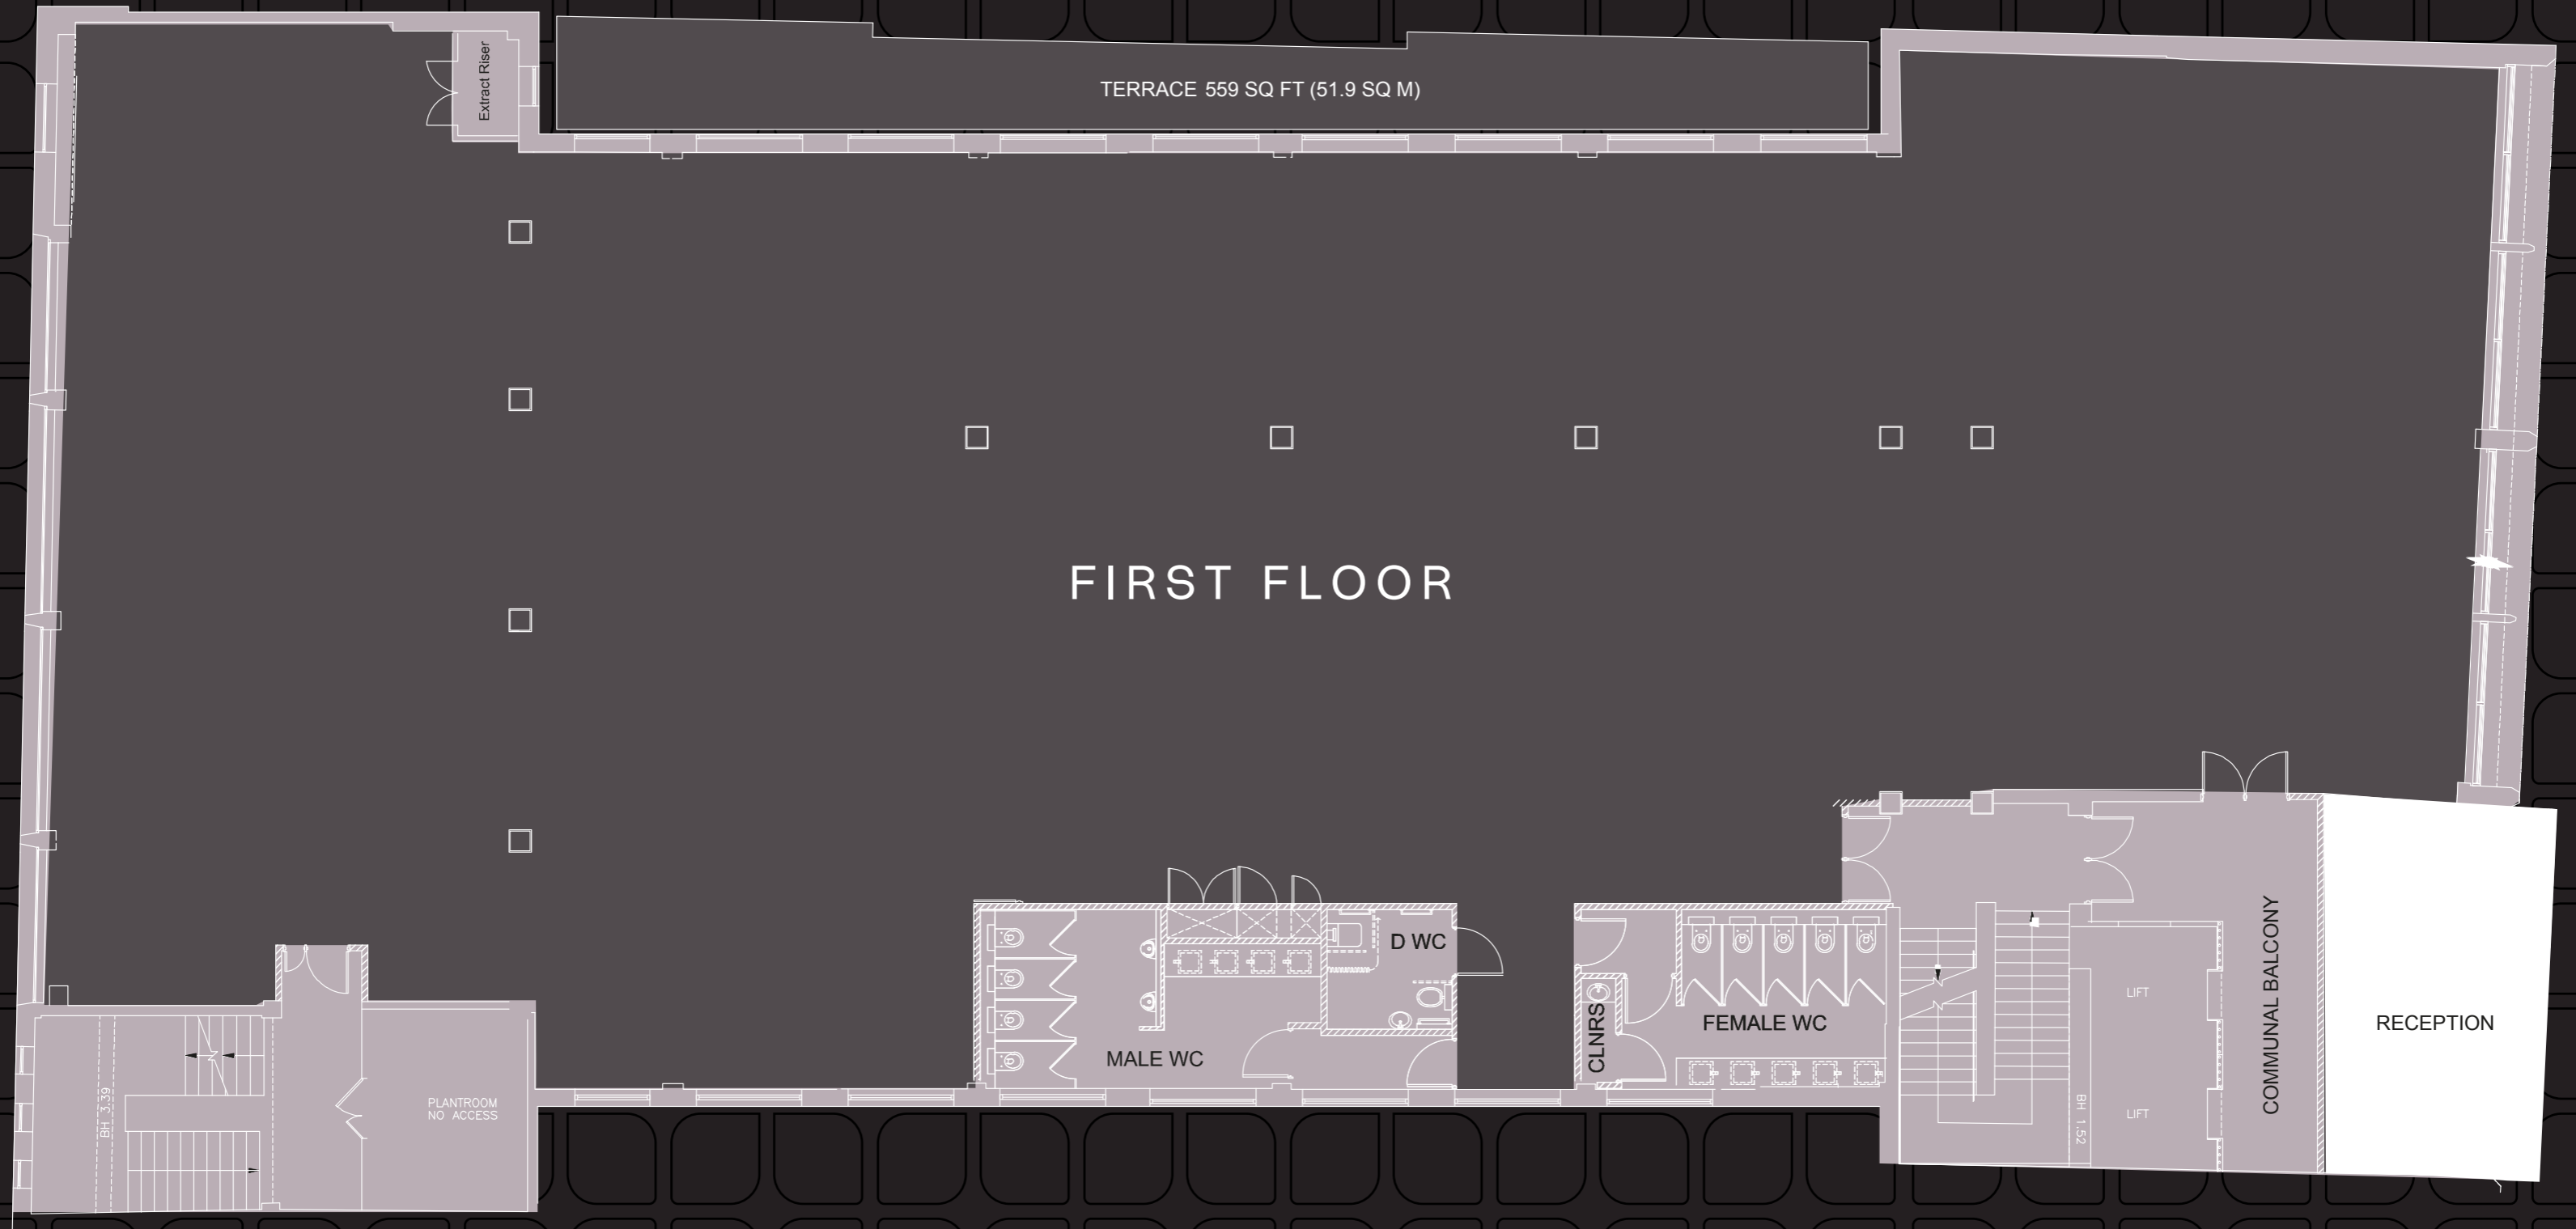 Extract Riser
TERRACE 559 SQ FT (51.9 SQ M)
FIRST FLOOR
D WC
MALE WC
CLNRS
FEMALE WC
LIFT
LIFT
BH 1.52
COMMUNAL BALCONY
RECEPTION
BH 3.39
PLANTROOM
NO ACCESS